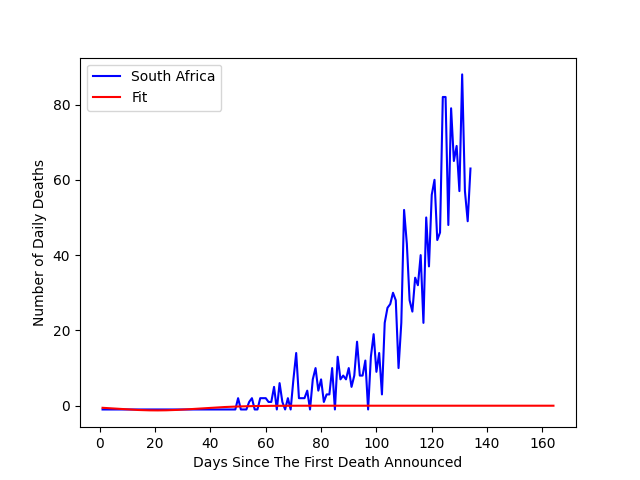 South Africa
Fit
Number of Daily Deaths
80
60
40
20
0
0 20 40 60 80 100 120 140 160
Days Since The First Death Announced